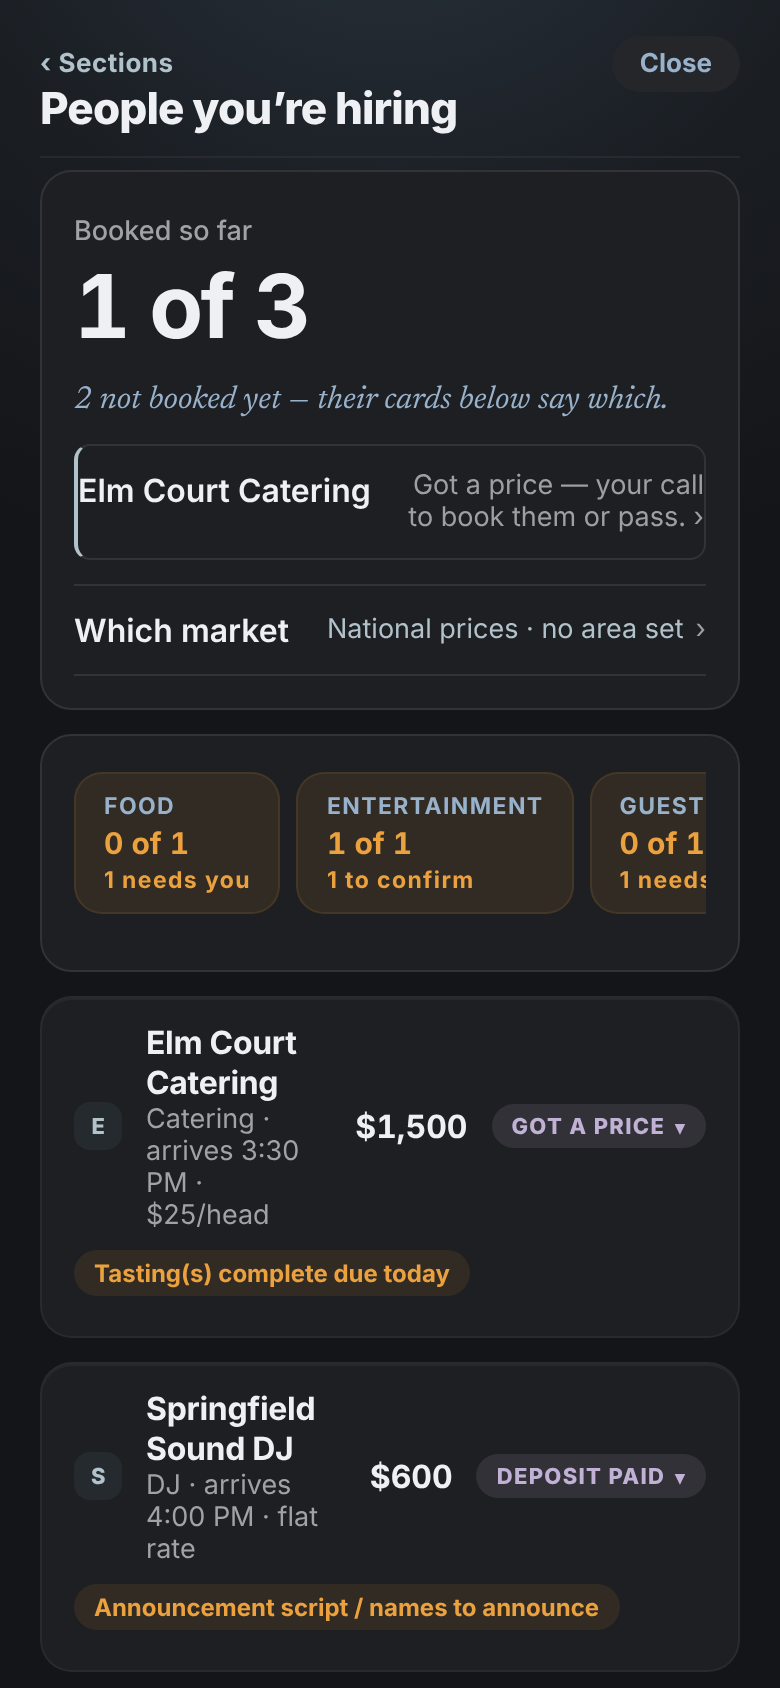 ‹ Sections
Close
People you’re hiring
Booked so far
1 of 3
2 not booked yet – their cards below say which.
Elm Court Catering
Got a price — your call
to book them or pass. ›
Which market
National prices · no area set ›
FOOD
0 of 1
1 needs you
ENTERTAINMENT
1 of 1
1 to confirm
GUEST
0 of 1
1 needs
Elm Court
Catering
Catering ·
arrives 3:30
PM ·
$25/head
E
$1,500
GOT A PRICE ▾
Tasting(s) complete due today
Springfield
Sound DJ
DJ · arrives
4:00 PM · flat
rate
S
$600
DEPOSIT PAID ▾
Announcement script / names to announce